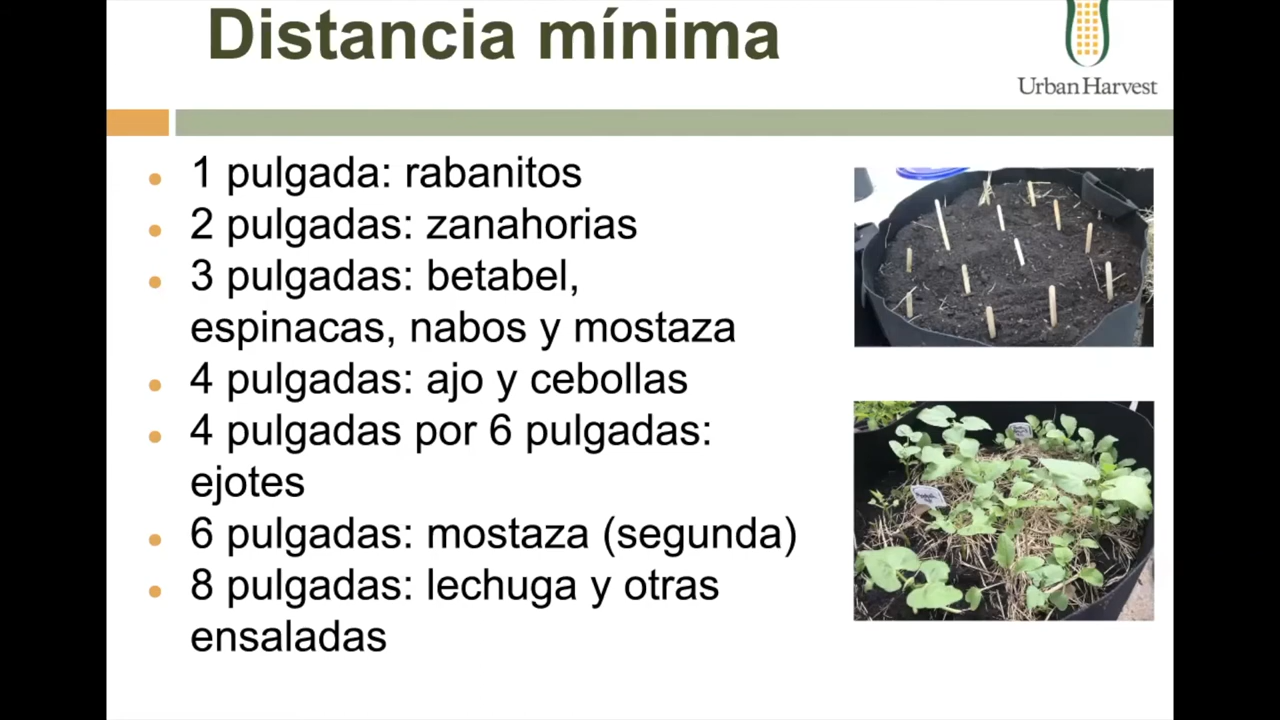 Distancia mínima
Urban Harvest
1 pulgada: rabanitos
2 pulgadas: zanahorias
3 pulgadas: betabel,
espinacas, nabos y mostaza
4 pulgadas: ajo y cebollas
4 pulgadas por 6 pulgadas:
ejotes
6 pulgadas: mostaza (segunda)
8 pulgadas: lechuga y otras
ensaladas